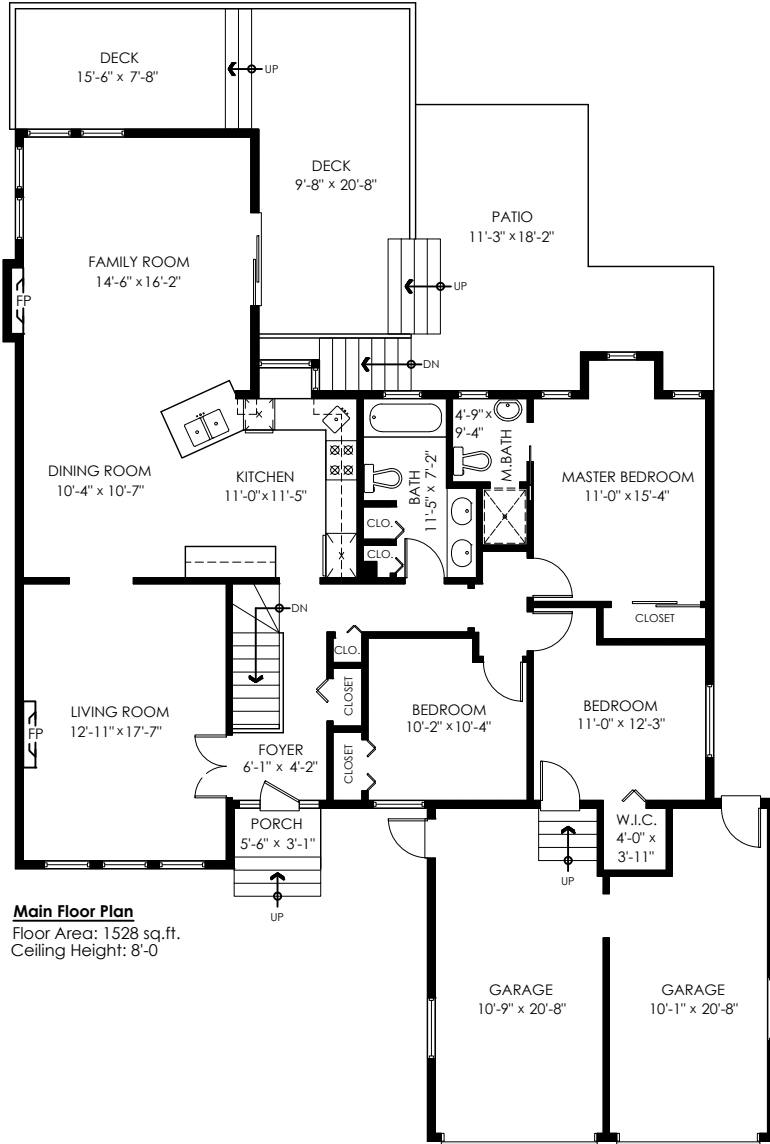 DECK
15'-6" x 7'-8"
UP
DECK
9'-8" x 20'-8"
PATIO
11'-3" x 18'-2"
FAMILY ROOM
14'-6" x 16'-2"
UP
FP
DN
4'-9" x
9'-4"
M.BATH
DINING ROOM
10'-4" x 10'-7"
KITCHEN
11'-0" x 11'-5"
BATH
11'-5" x 7'-2"
MASTER BEDROOM
11'-0" x 15'-4"
CLO.
CLO.
DN
CLOSET
CLO.
LIVING ROOM
12'-11" x 17'-7"
FP
CLOSET
BEDROOM
10'-2" x 10'-4"
BEDROOM
11'-0" x 12'-3"
FOYER
6'-1" x 4'-2"
CLOSET
PORCH
5'-6" x 3'-1"
W.I.C.
4'-0" x
3'-11"
UP
UP
Main Floor Plan
Floor Area: 1528 sq.ft.
Ceiling Height: 8'-0
GARAGE
10'-9" x 20'-8"
GARAGE
10'-1" x 20'-8"